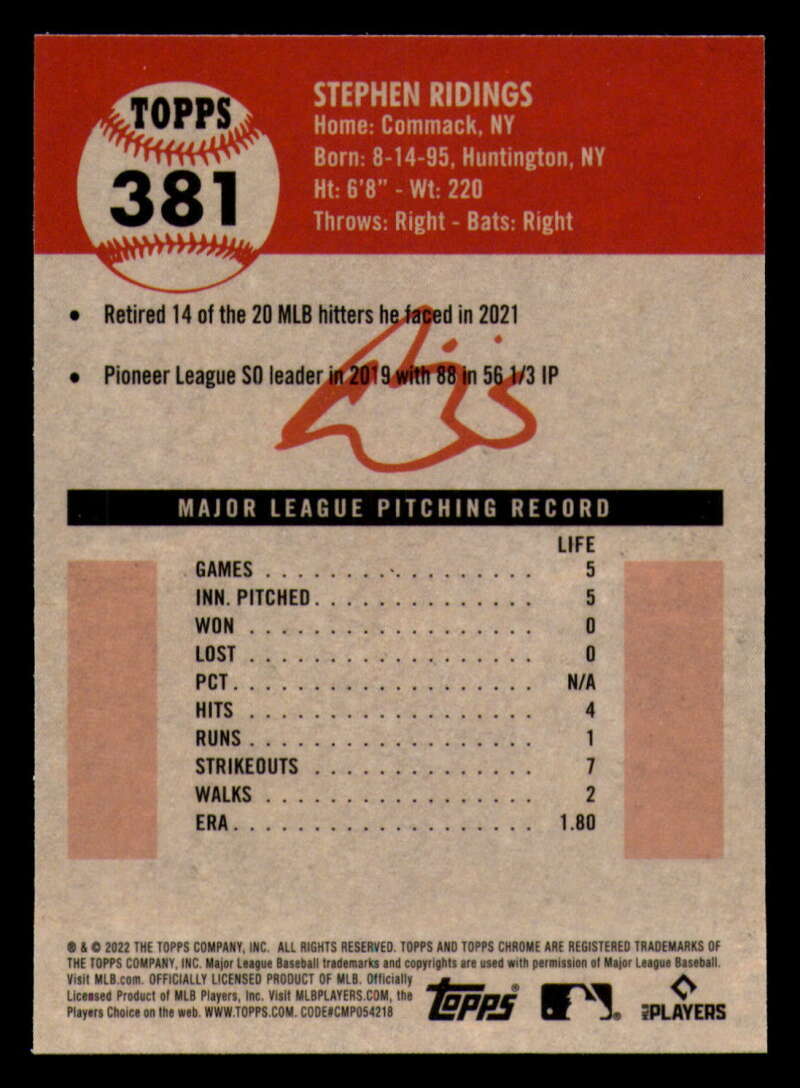 TOPPS
381
STEPHEN RIDINGS
Home: Commack, NY
Born: 8-14-95, Huntington, NY
Ht: 6'8" - Wt: 220
Throws: Right - Bats: Right
• Retired 14 of the 20 MLB hitters he faced in 2021
• Pioneer League SO leader in 2019 with 88 in 56 1/3 IP
MAJOR LEAGUE PITCHING RECORD
LIFE
GAMES . . . . . . . . . . . . . . . . . 5
INN. PITCHED. . . . . . . . . . . . . . 5
WON . . . . . . . . . . . . . . . . . . 0
LOST . . . . . . . . . . . . . . . . . . 0
PCT. . . . . . . . . . . . . . . . . . . N/A
HITS . . . . . . . . . . . . . . . . . . 4
RUNS. . . . . . . . . . . . . . . . . . 1
STRIKEOUTS . . . . . . . . . . . . . . 7
WALKS . . . . . . . . . . . . . . . . . 2
ERA. . . . . . . . . . . . . . . . . . . 1.80
® & © 2022 THE TOPPS COMPANY, INC. ALL RIGHTS RESERVED. TOPPS AND TOPPS CHROME ARE REGISTERED TRADEMARKS OF
THE TOPPS COMPANY, INC. Major League Baseball trademarks and copyrights are used with permission of Major League Baseball.
Visit MLB.com. OFFICIALLY LICENSED PRODUCT OF MLB. Officially
Licensed Product of MLB Players, Inc. Visit MLBPLAYERS.COM, the
Players Choice on the web. WWW.TOPPS.COM. CODE#CMP054218
topps®
MLB PLAYERS